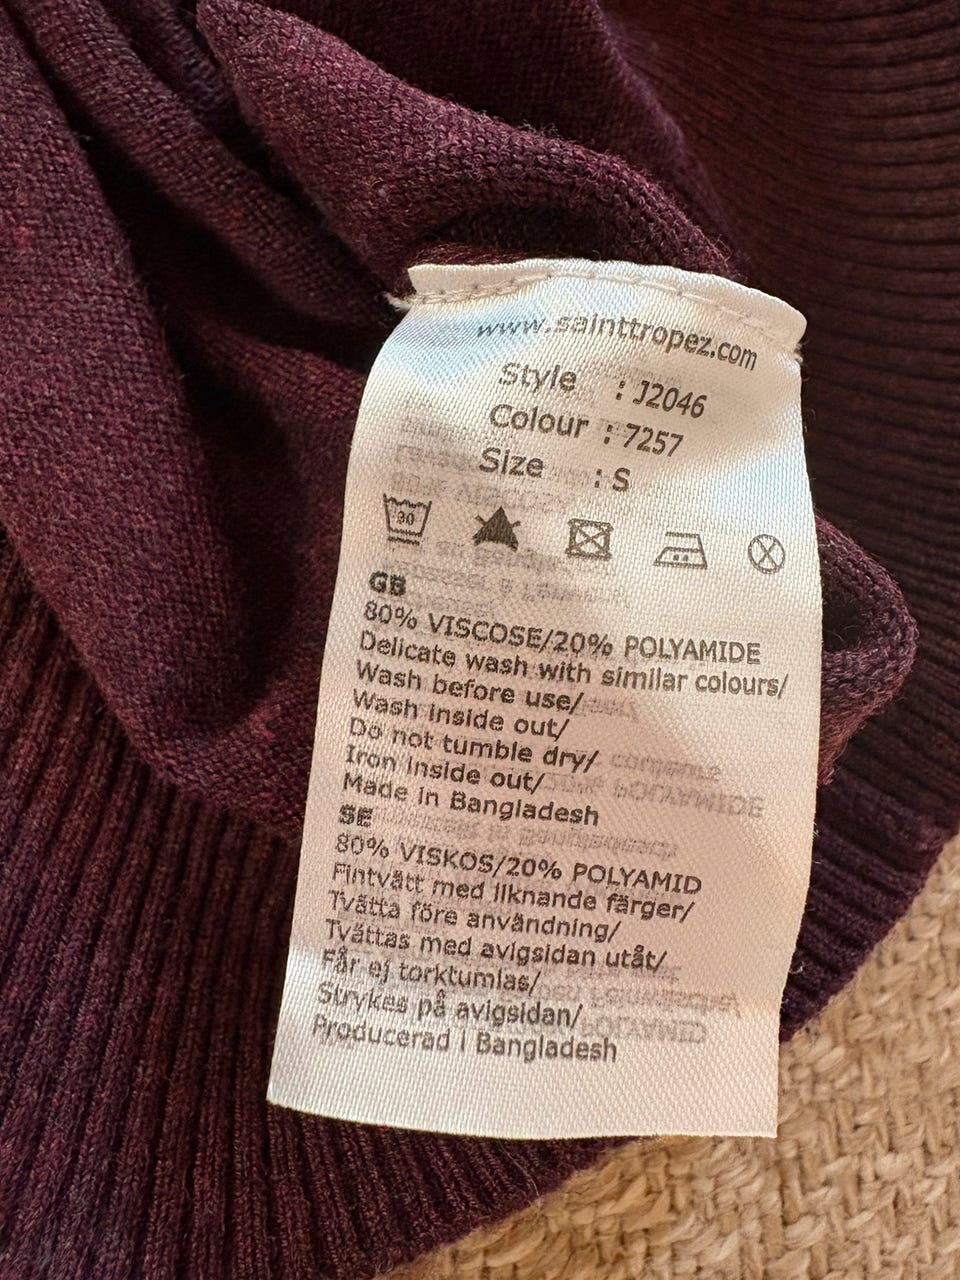 www.sainttropez.com
Style : J2046
Colour : 7257
Size : S
30
GB
80% VISCOSE/20% POLYAMIDE
Delicate wash with similar colours/
Wash before use/
Wash inside out/
Do not tumble dry/
Iron inside out/
Made in Bangladesh
SE
80% VISKOS/20% POLYAMID
Fintvätt med liknande färger/
Tvätta före användning/
Tvättas med avigsidan utåt/
Får ej torktumlas/
Strykes på avigsidan/
Producerad i Bangladesh